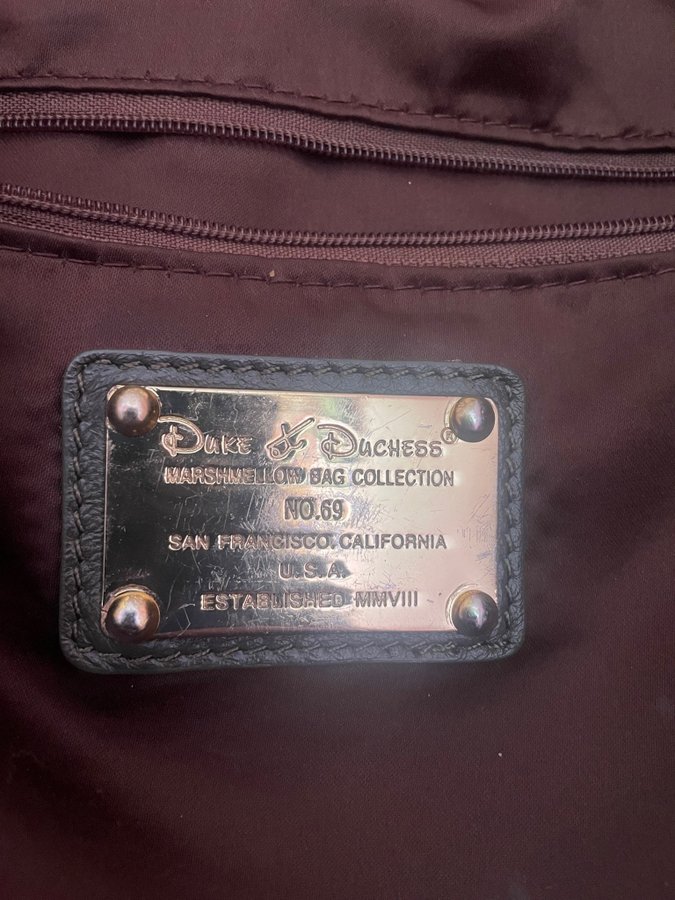 DUKE & DUCHESS®
MARSHMELLOW BAG COLLECTION
NO.69
SAN FRANCISCO.CALIFORNIA
U.S.A.
ESTABLISHED MMVIII